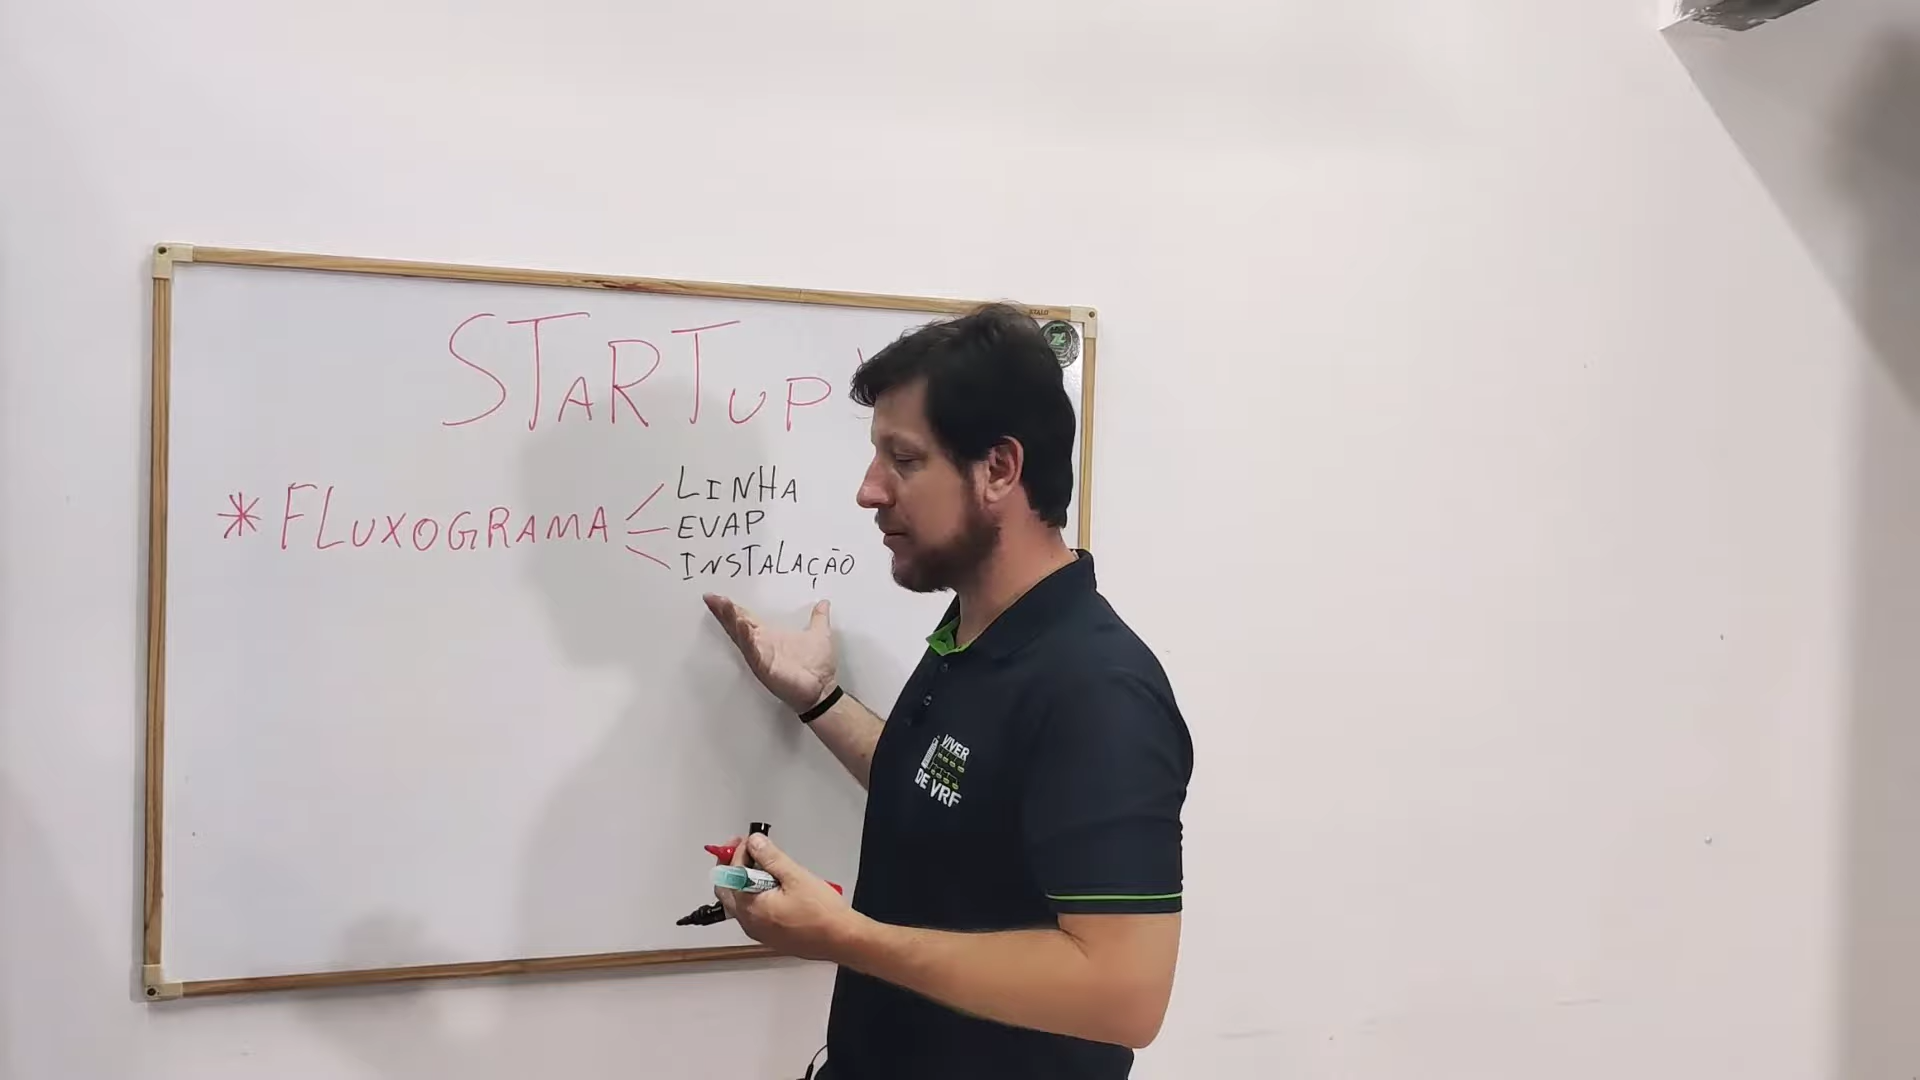 STARTUP
* FLUXOGRAMA
LINHA
EVAP
INSTALAÇÃO
VIVER
DE VRF